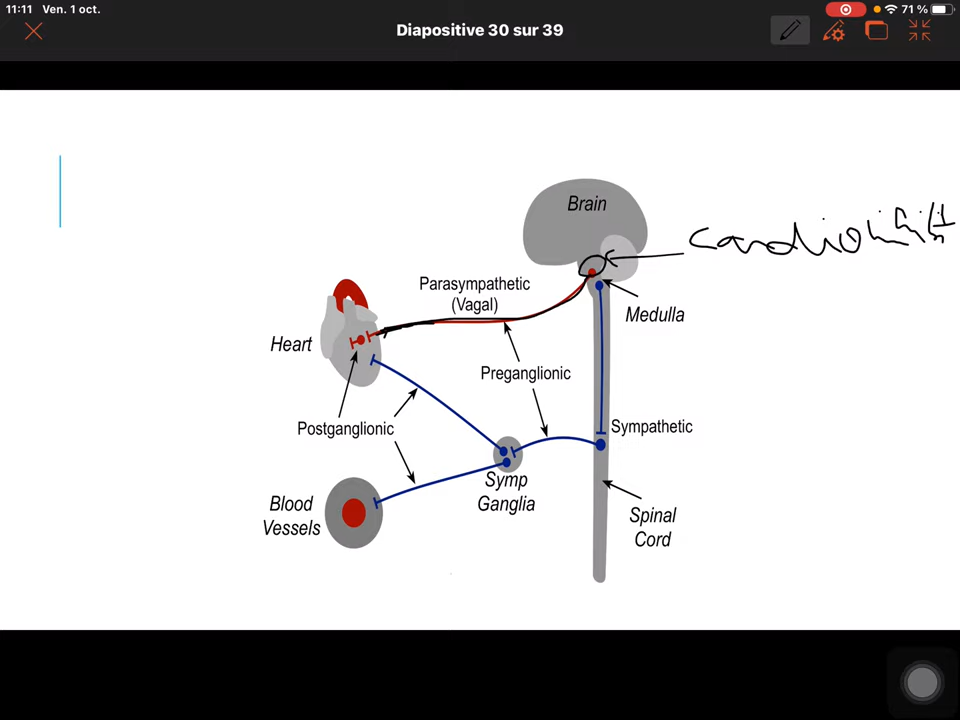 11:11 Ven. 1 oct.
71 %
Diapositive 30 sur 39
Brain
Parasympathetic
(Vagal)
Medulla
Heart
Preganglionic
Postganglionic
Sympathetic
Symp
Ganglia
Blood
Vessels
Spinal
Cord